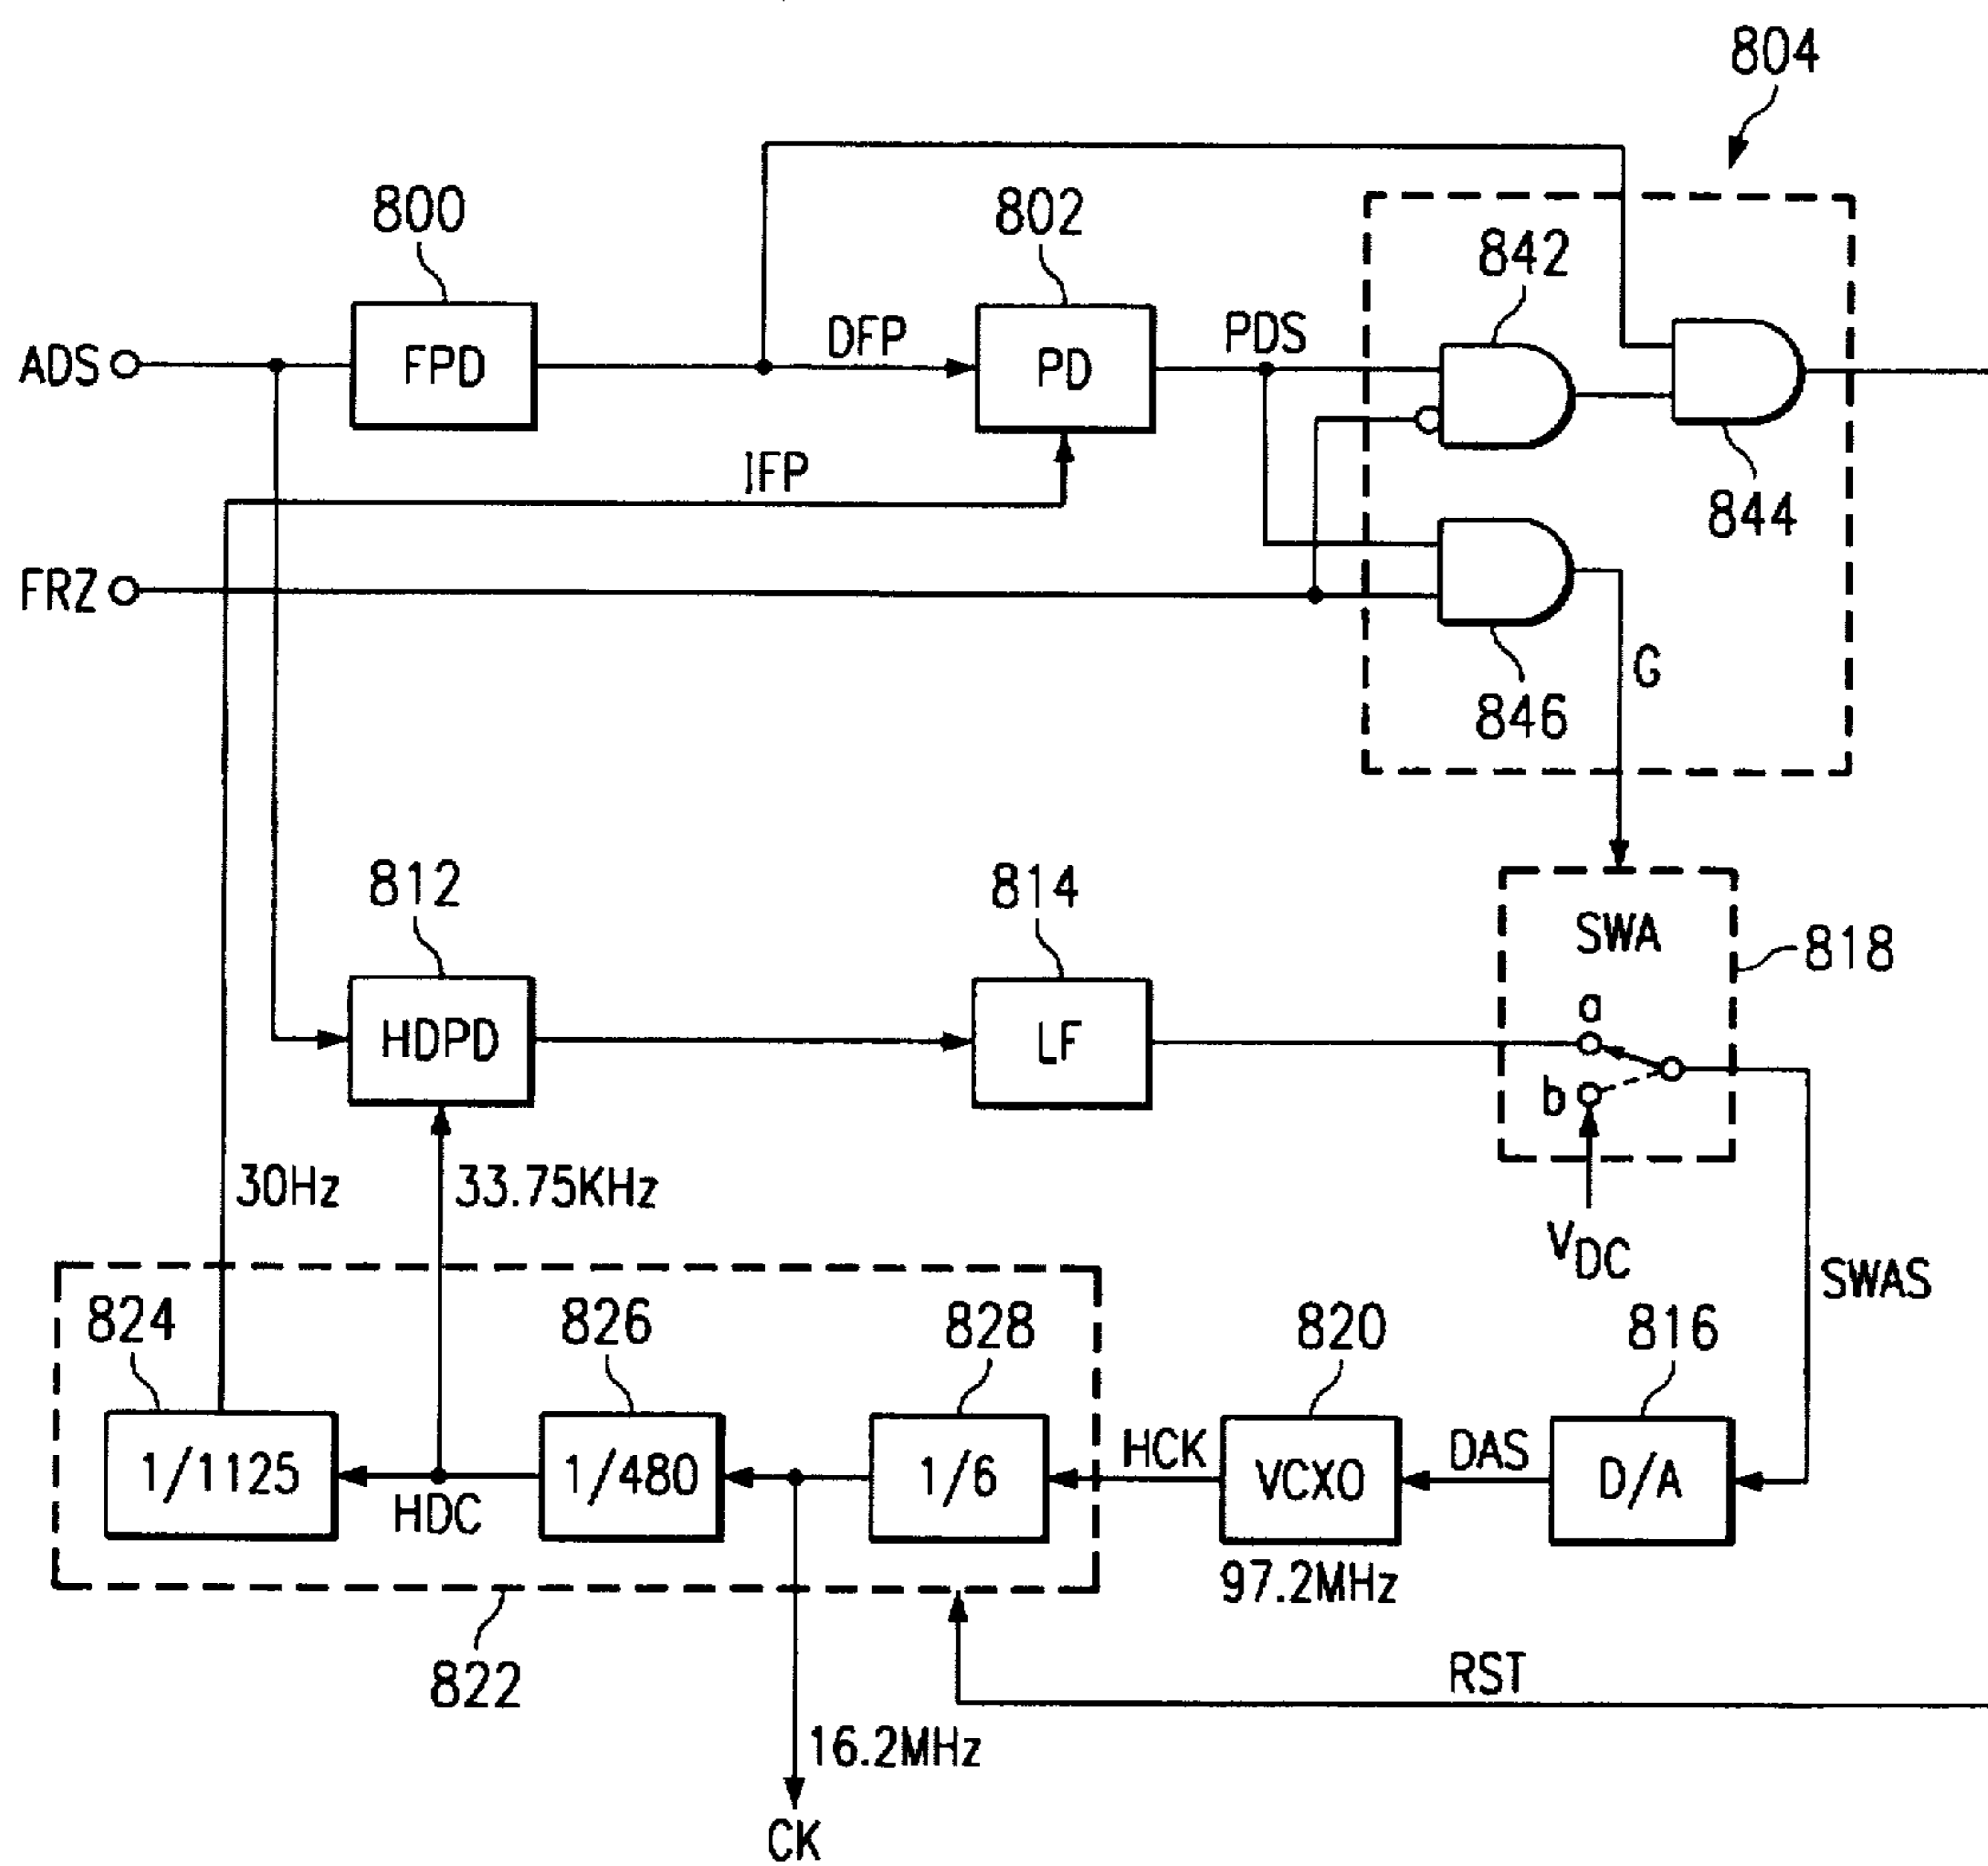 804
800
802
842
ADS
FPD
DFP
PD
PDS
844
IFP
FRZ
846
G
812
814
SWA
818
HDPD
LF
a
b
30Hz
33.75KHz
VDC
SWAS
824
826
828
820
816
1/1125
HDC
1/480
1/6
HCK
VCXO
DAS
D/A
97.2MHz
822
RST
16.2MHz
CK